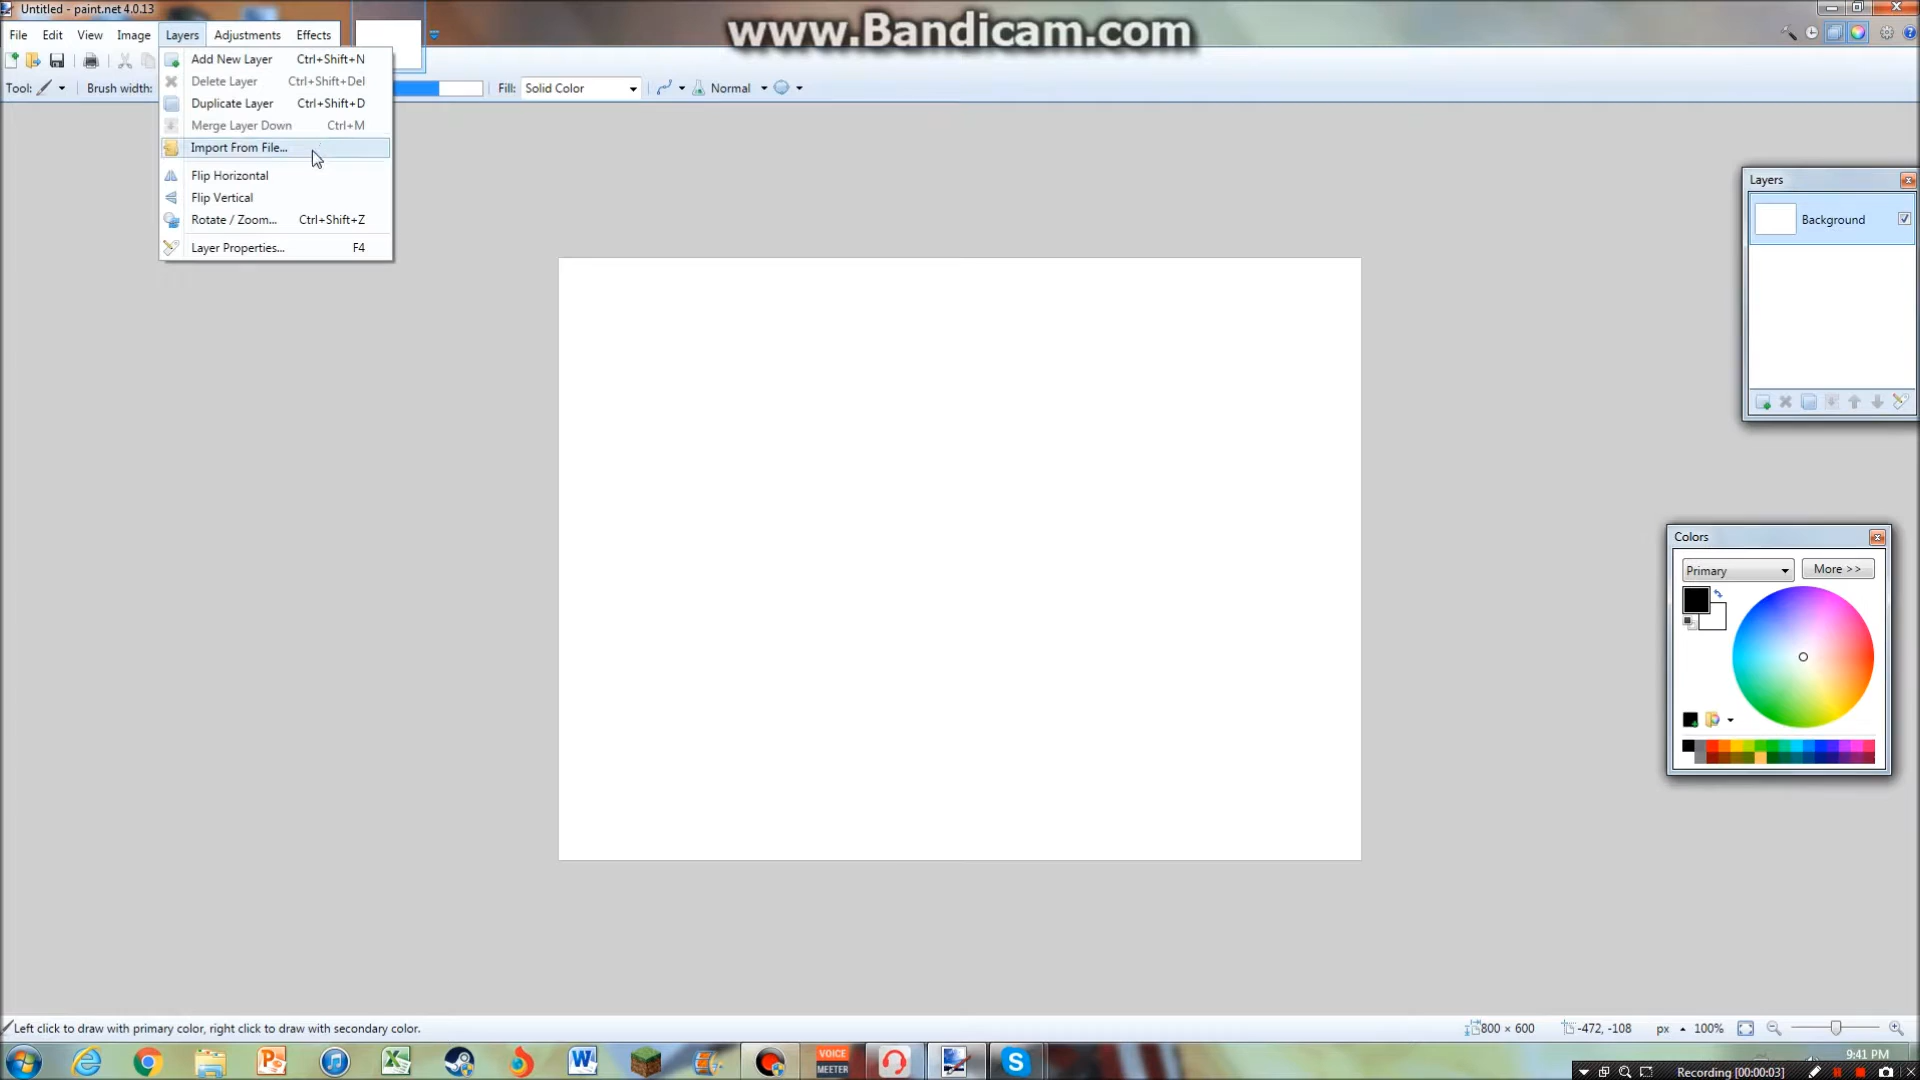 Untitled - paint.net 4.0.13
www.Bandicam.com
File Edit View Image Layers Adjustments Effects
Add New Layer Ctrl+Shift+N
Delete Layer Ctrl+Shift+Del
Duplicate Layer Ctrl+Shift+D
Merge Layer Down Ctrl+M
Import From File...
Flip Horizontal
Flip Vertical
Rotate / Zoom... Ctrl+Shift+Z
Layer Properties... F4
Tool: Brush width: Fill: Solid Color Normal
Layers
Background
Colors
Primary More >>
Left click to draw with primary color, right click to draw with secondary color.
800 × 600 -472, -108 px 100%
VOICE
MEETER
9:41 PM
Recording [00:00:03]